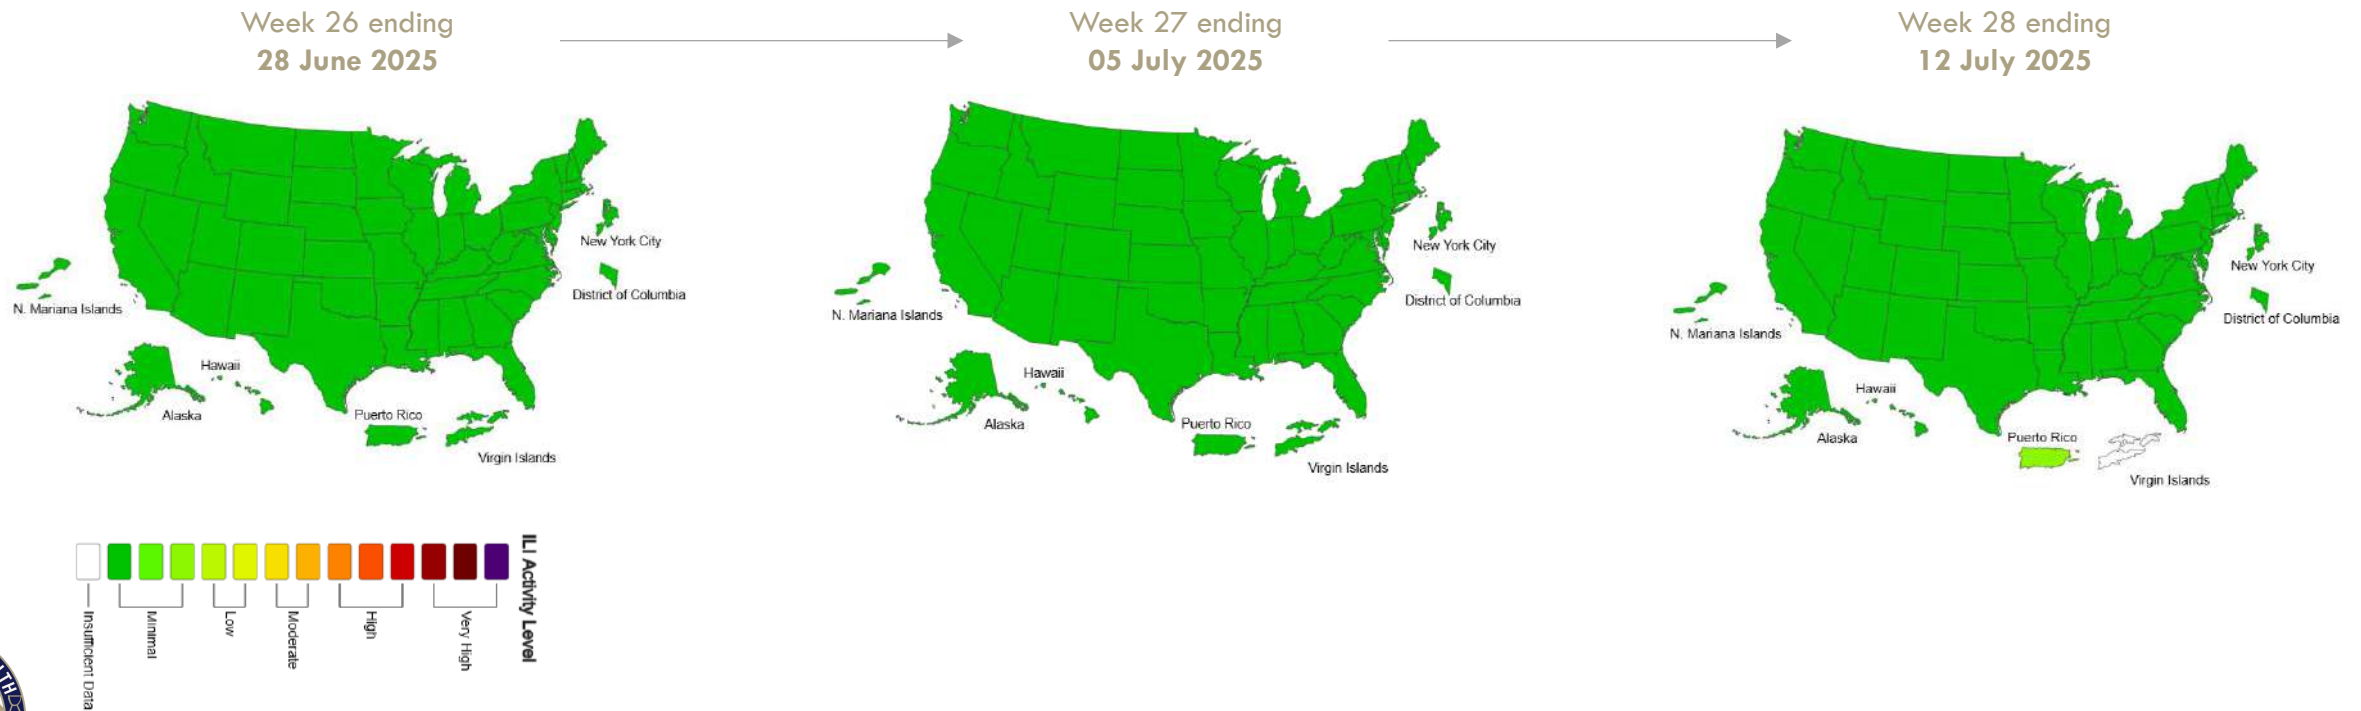 Week 26 ending
28 June 2025
Week 27 ending
05 July 2025
Week 28 ending
12 July 2025
New York City
District of Columbia
N. Mariana Islands
Hawaii
Alaska
Puerto Rico
Virgin Islands
New York City
District of Columbia
N. Mariana Islands
Hawaii
Alaska
Puerto Rico
Virgin Islands
New York City
District of Columbia
N. Mariana Islands
Hawaii
Alaska
Puerto Rico
Virgin Islands
ILI Activity Level
Insufficient Data
Minimal
Low
Moderate
High
Very High